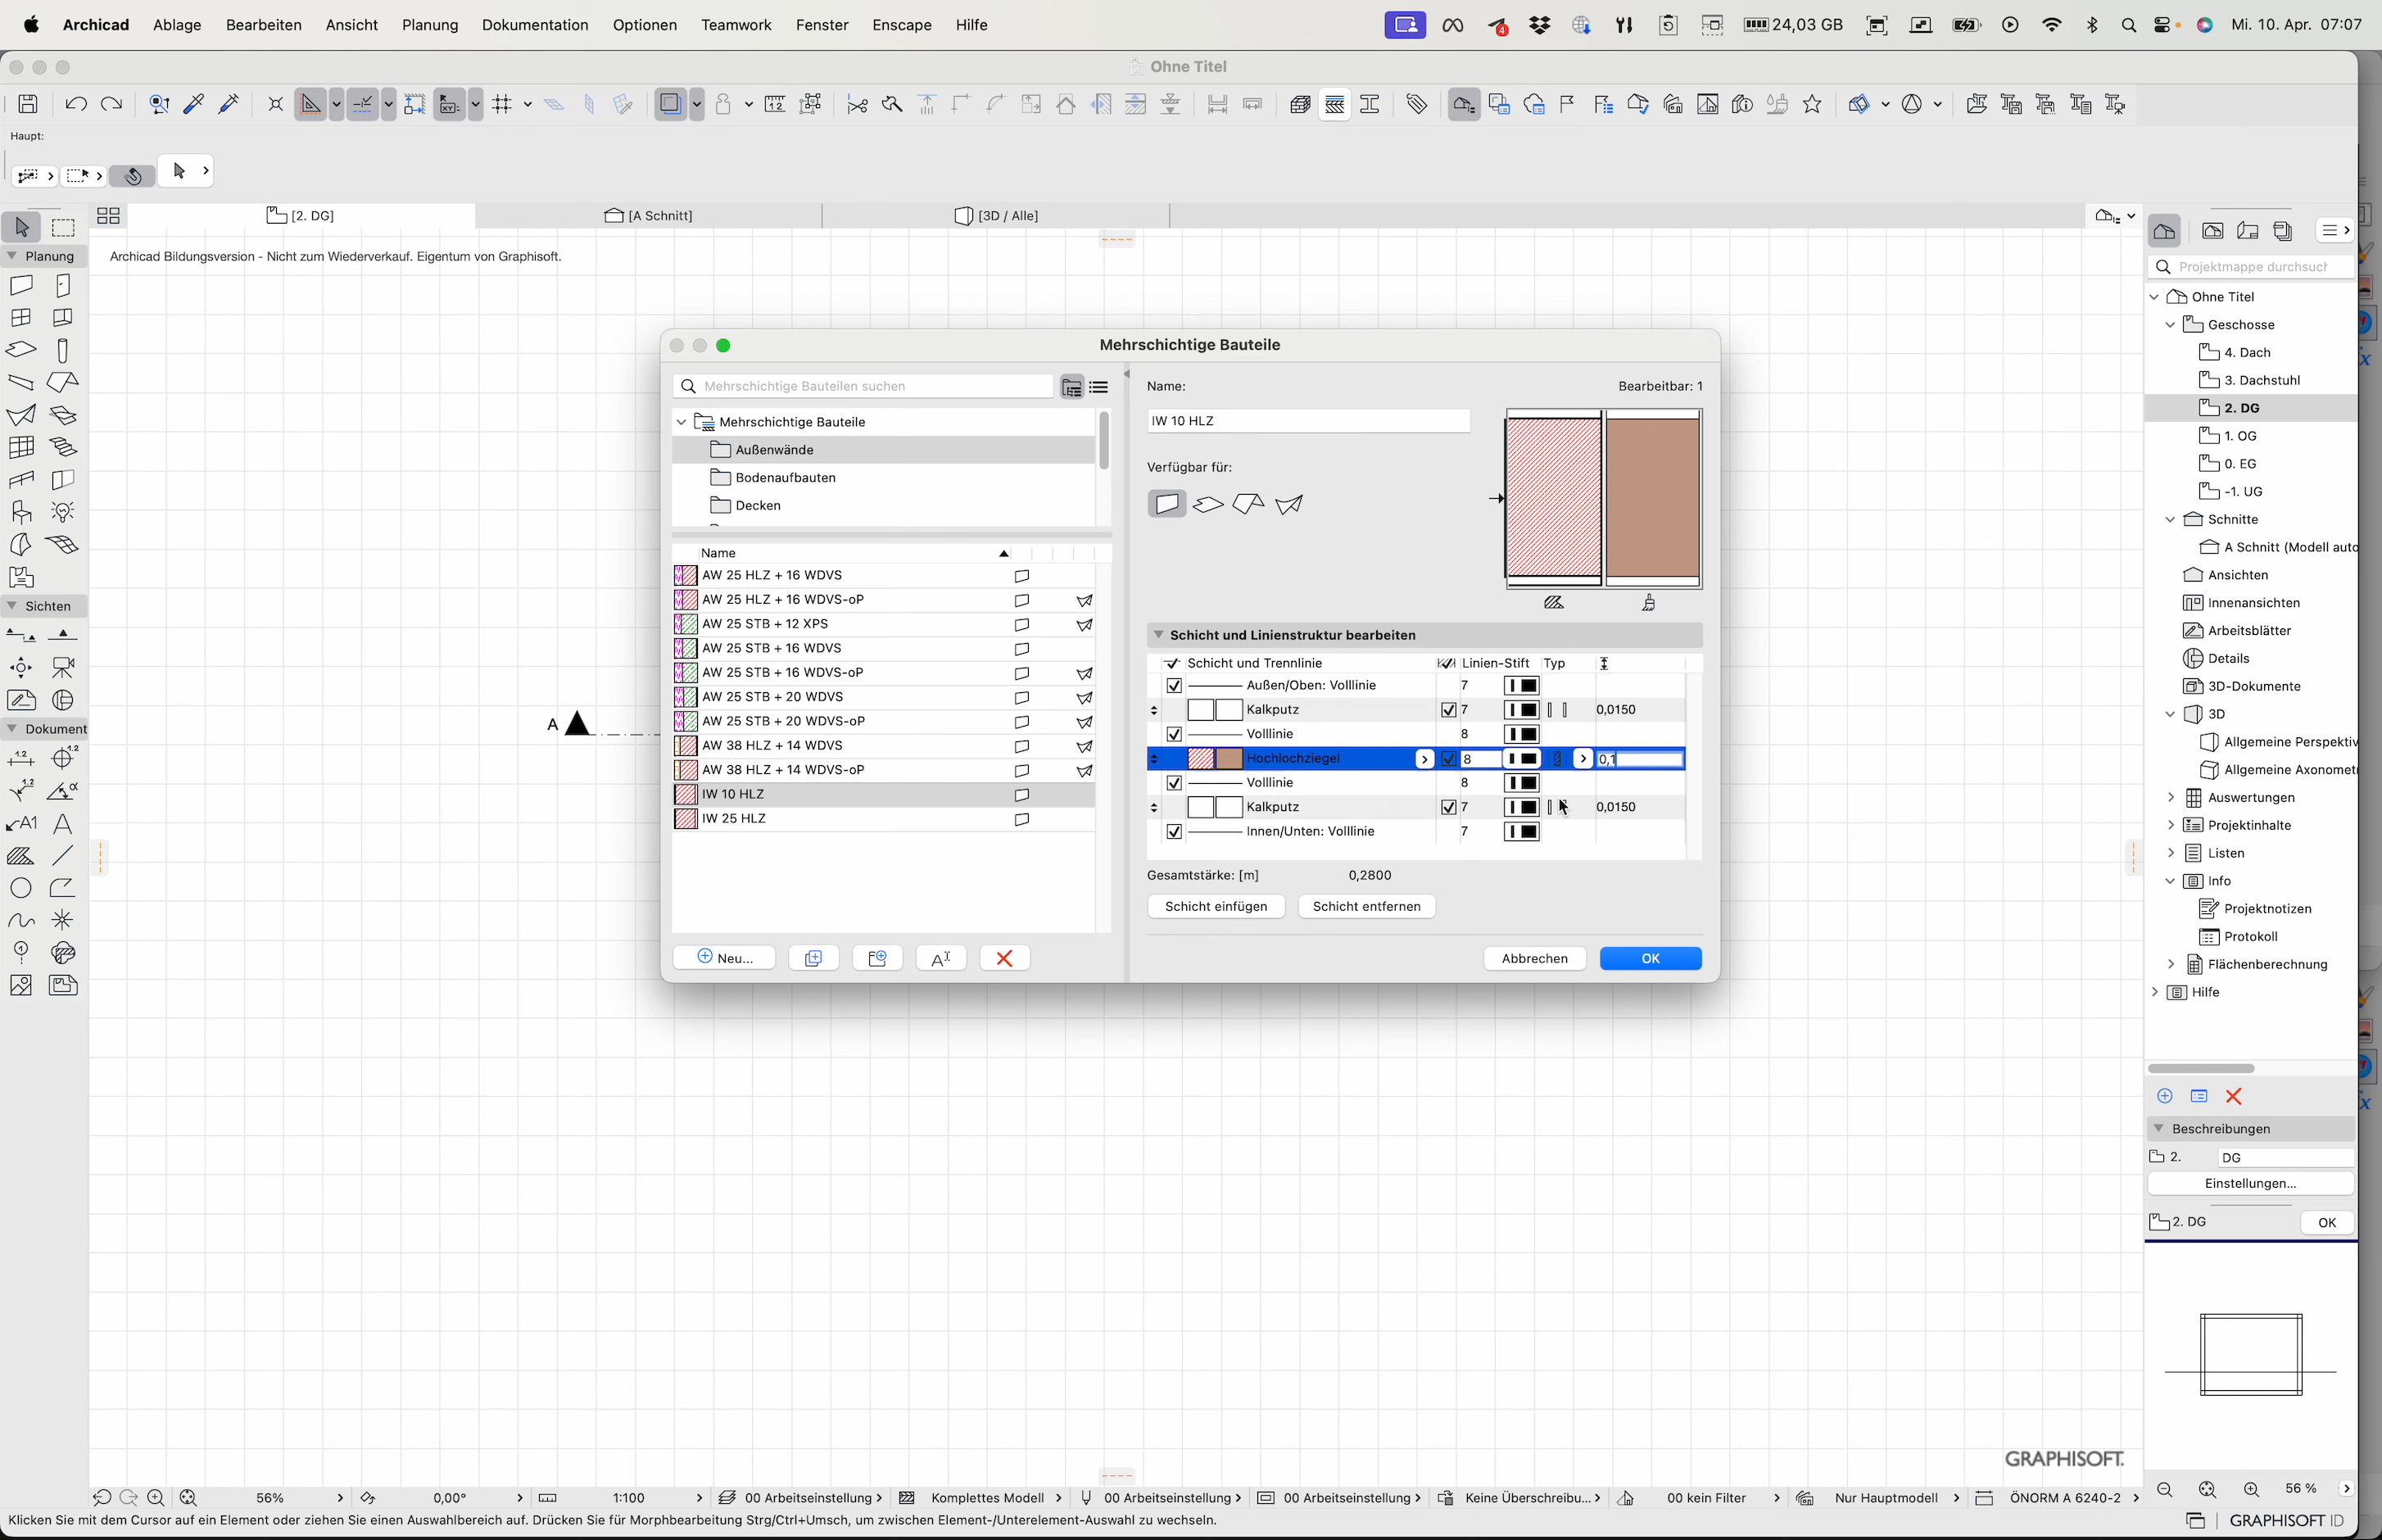 Archicad Ablage Bearbeiten Ansicht Planung Dokumentation Optionen Teamwork Fenster Enscape Hilfe
4
24,03 GB
Mi. 10. Apr. 07:07
Ohne Titel
Haupt:
[2. DG]
[A Schnitt]
[3D / Alle]
Archicad Bildungsversion - Nicht zum Wiederverkauf. Eigentum von Graphisoft.
Planung
Sichten
Dokument
A
Mehrschichtige Bauteile
Mehrschichtige Bauteilen suchen
Mehrschichtige Bauteile
Außenwände
Bodenaufbauten
Decken
Name
AW 25 HLZ + 16 WDVS
AW 25 HLZ + 16 WDVS-oP
AW 25 STB + 12 XPS
AW 25 STB + 16 WDVS
AW 25 STB + 16 WDVS-oP
AW 25 STB + 20 WDVS
AW 25 STB + 20 WDVS-oP
AW 38 HLZ + 14 WDVS
AW 38 HLZ + 14 WDVS-oP
IW 10 HLZ
IW 25 HLZ
Neu...
Name:
Bearbeitbar: 1
IW 10 HLZ
Verfügbar für:
Schicht und Linienstruktur bearbeiten
Schicht und Trennlinie Linien-Stift Typ
Außen/Oben: Volllinie 7
Kalkputz 7 0,0150
Volllinie 8
Hochlochziegel 8 0,1
Volllinie 8
Kalkputz 7 0,0150
Innen/Unten: Volllinie 7
Gesamtstärke: [m] 0,2800
Schicht einfügen
Schicht entfernen
Abbrechen
OK
Projektmappe durchsuch
Ohne Titel
Geschosse
4. Dach
3. Dachstuhl
2. DG
1. OG
0. EG
-1. UG
Schnitte
A Schnitt (Modell auto
Ansichten
Innenansichten
Arbeitsblätter
Details
3D-Dokumente
3D
Allgemeine Perspektiv
Allgemeine Axonomet
Auswertungen
Projektinhalte
Listen
Info
Projektnotizen
Protokoll
Flächenberechnung
Hilfe
Beschreibungen
2. DG
Einstellungen...
2. DG
OK
GRAPHISOFT.
56% 0,00° 1:100 00 Arbeitseinstellung Komplettes Modell 00 Arbeitseinstellung 00 Arbeitseinstellung Keine Überschreibu... 00 kein Filter Nur Hauptmodell ÖNORM A 6240-2
56 %
Klicken Sie mit dem Cursor auf ein Element oder ziehen Sie einen Auswahlbereich auf. Drücken Sie für Morphbearbeitung Strg/Ctrl+Umsch, um zwischen Element-/Unterelement-Auswahl zu wechseln.
GRAPHISOFT ID